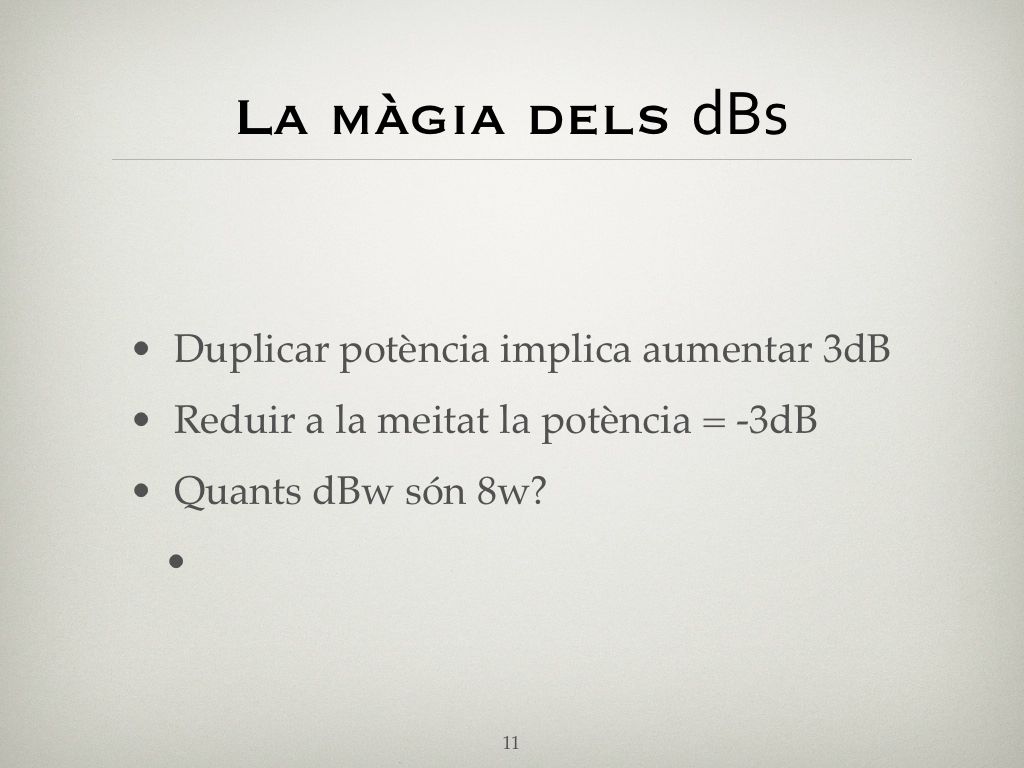 La màgia dels dBs
• Duplicar potència implica aumentar 3dB
• Reduir a la meitat la potència = -3dB
• Quants dBw són 8w?
•
11